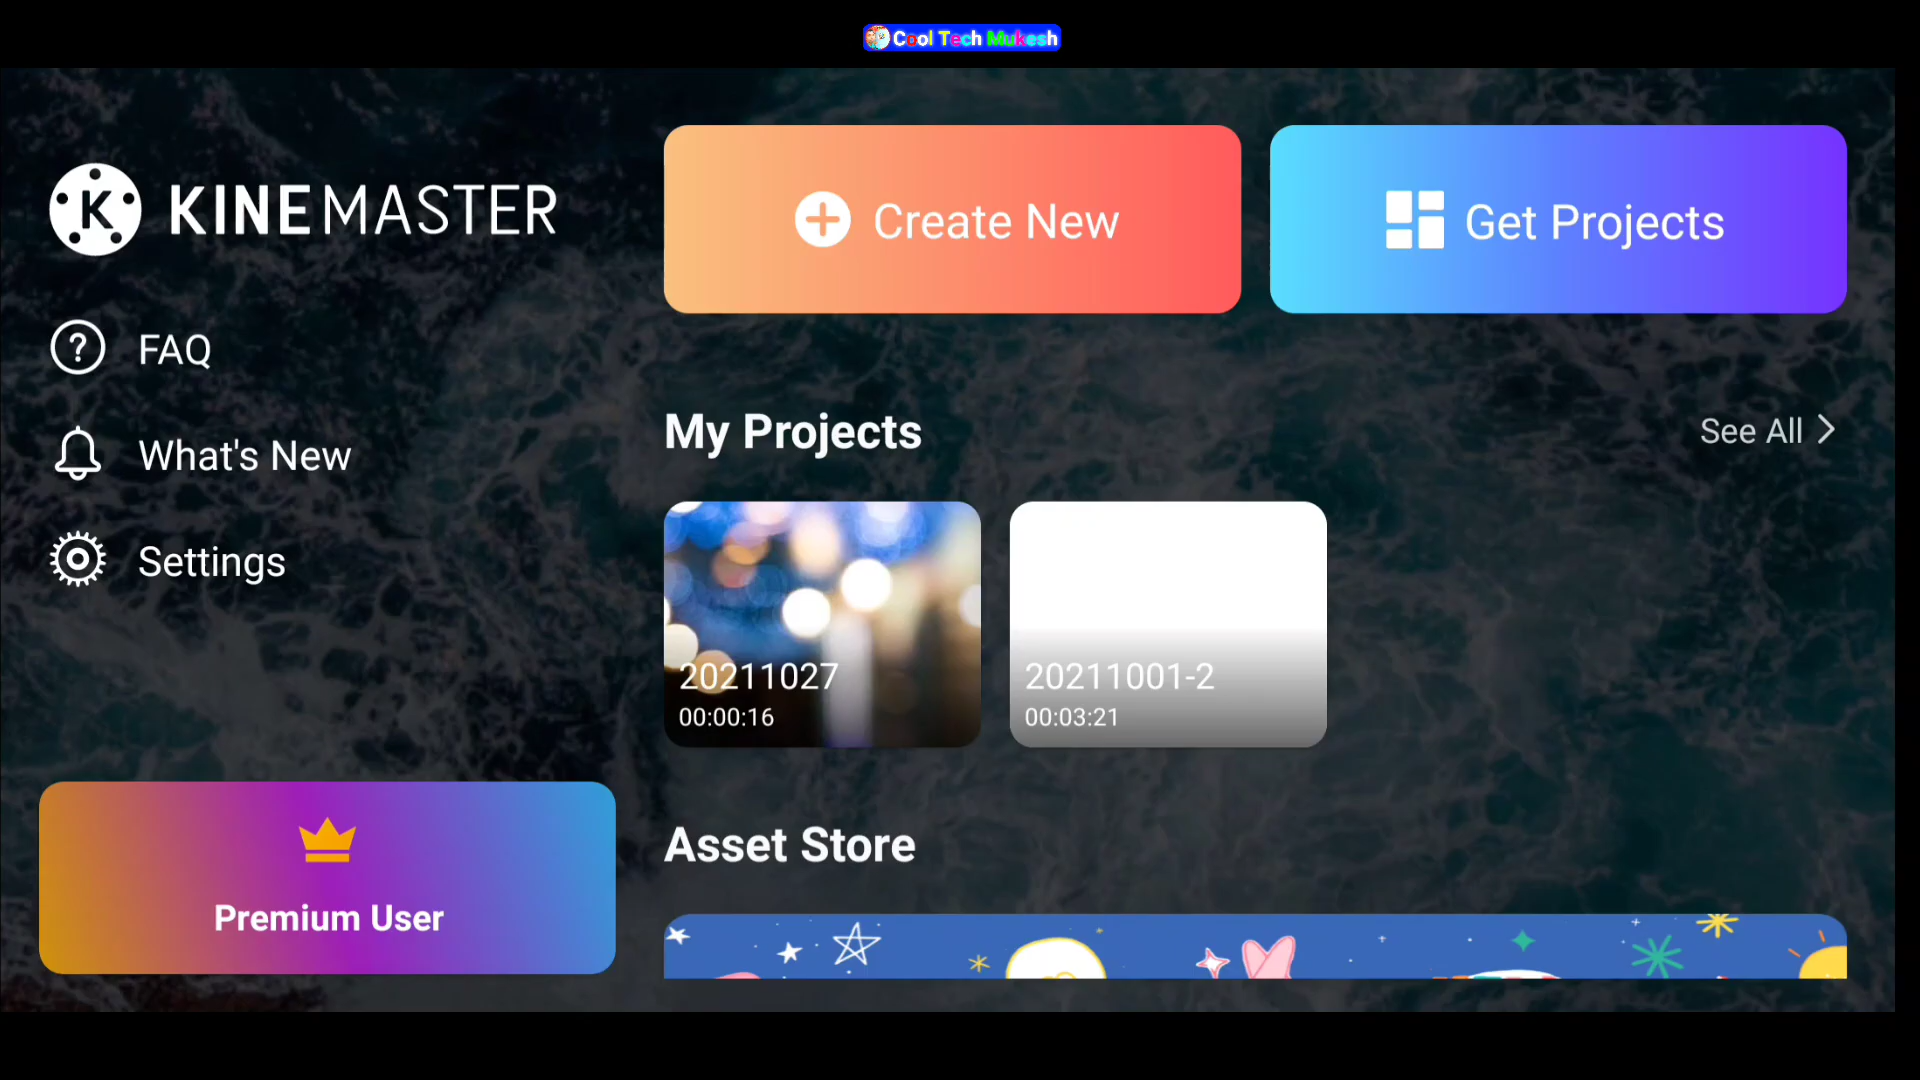 Cool Tech Mukesh
KINEMASTER
FAQ
What's New
Settings
Premium User
Create New
Get Projects
My Projects
See All
20211027
00:00:16
20211001-2
00:03:21
Asset Store